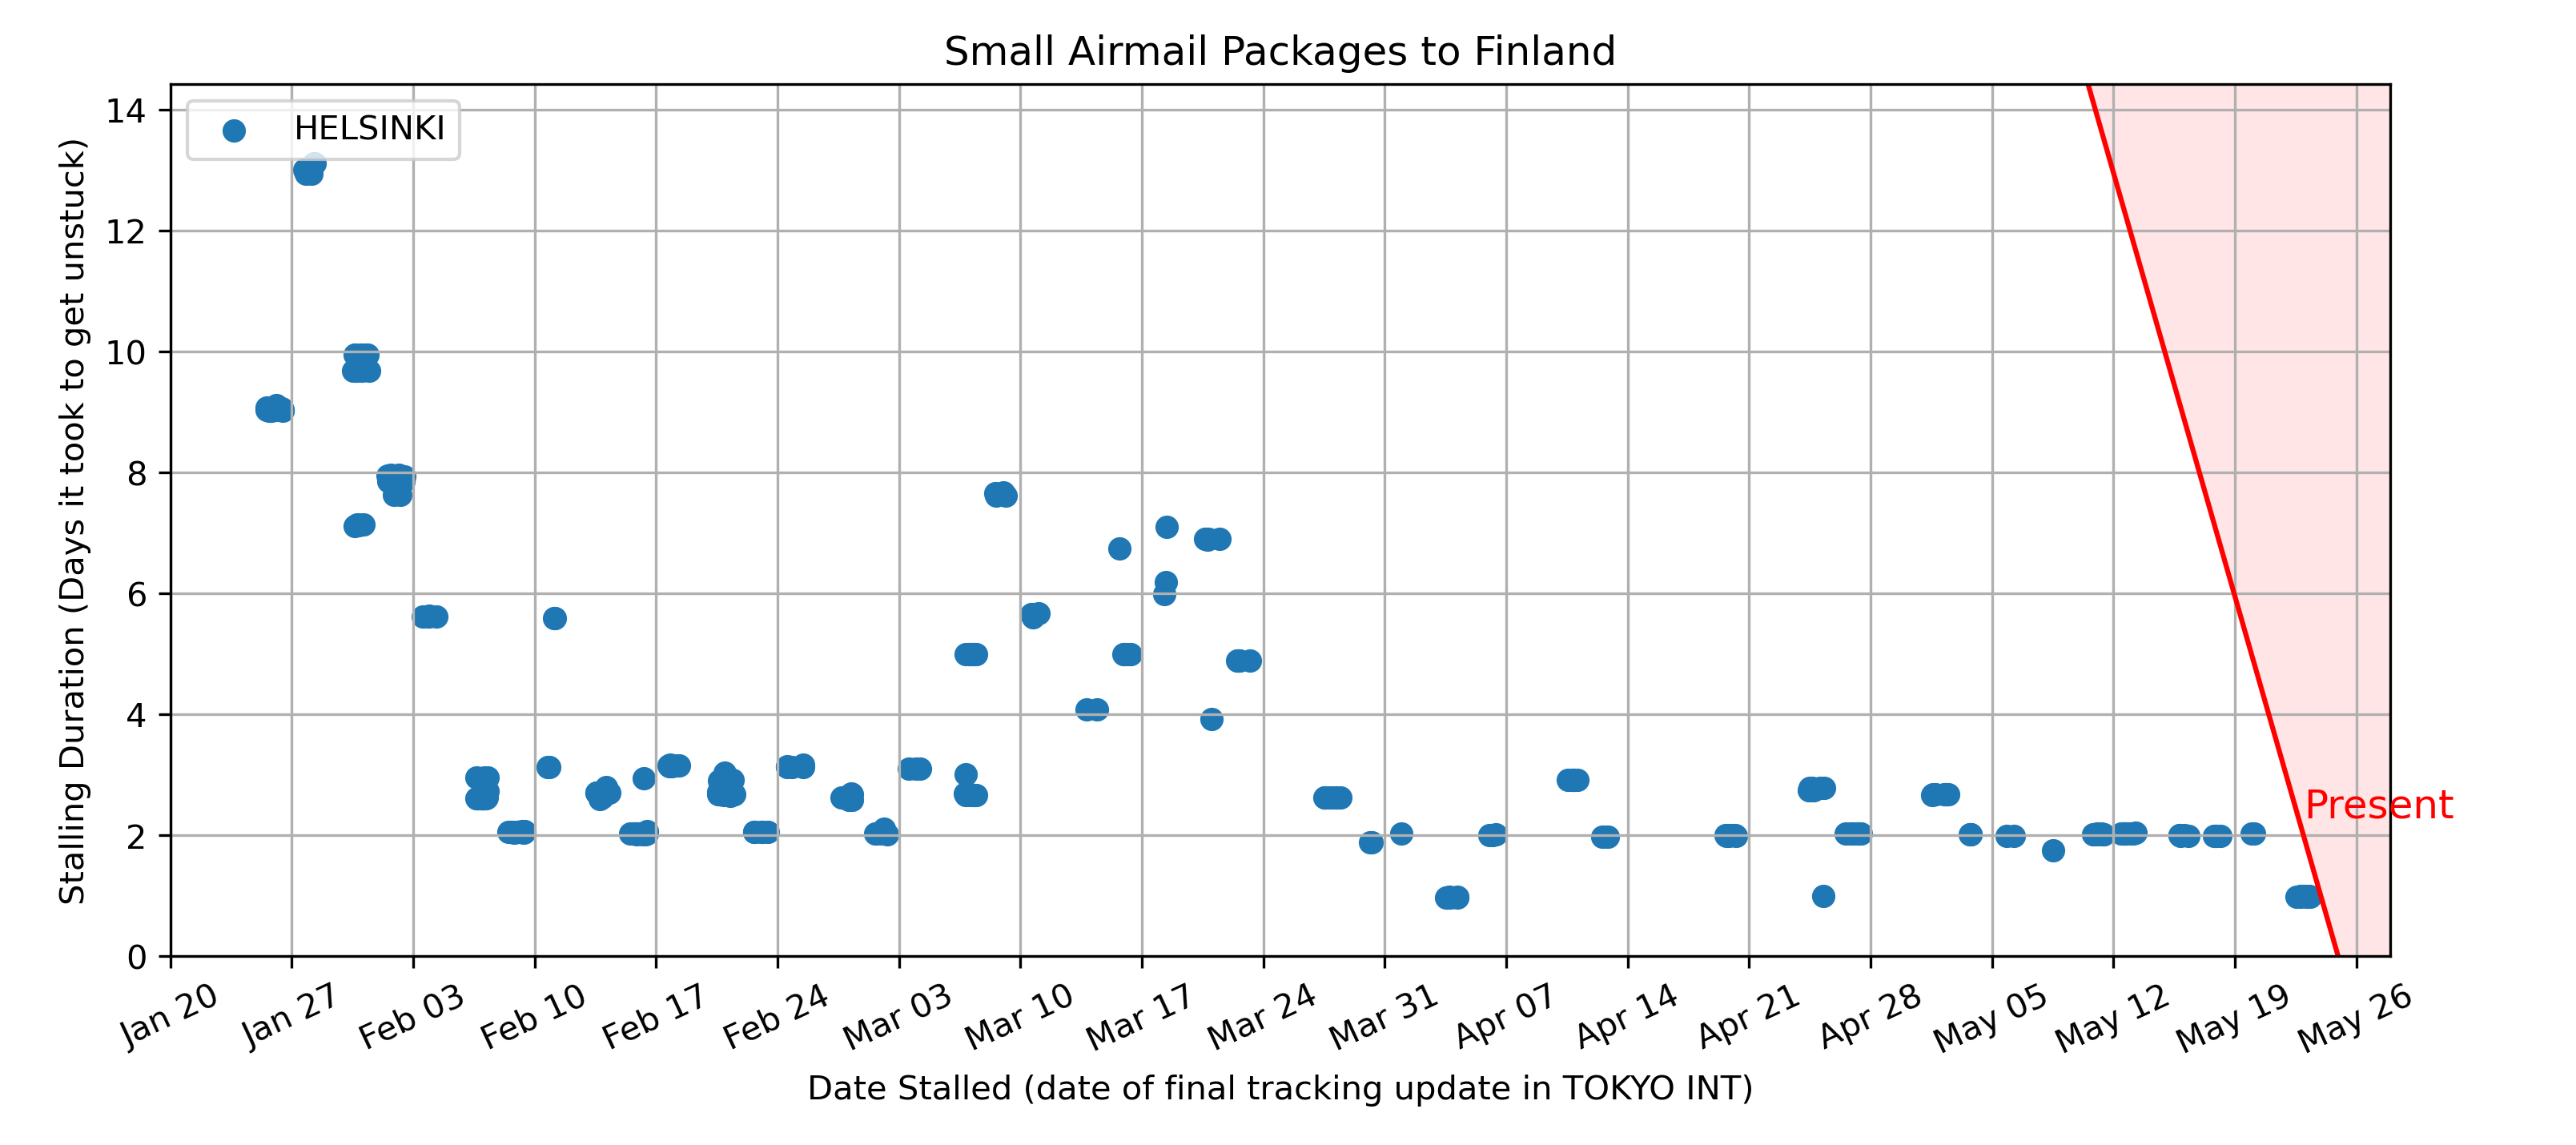 Small Airmail Packages to Finland
HELSINKI
Stalling Duration (Days it took to get unstuck)
14
12
10
8
6
4
2
0
Present
Jan 20
Jan 27
Feb 03
Feb 10
Feb 17
Feb 24
Mar 03
Mar 10
Mar 17
Mar 24
Mar 31
Apr 07
Apr 14
Apr 21
Apr 28
May 05
May 12
May 19
May 26
Date Stalled (date of final tracking update in TOKYO INT)